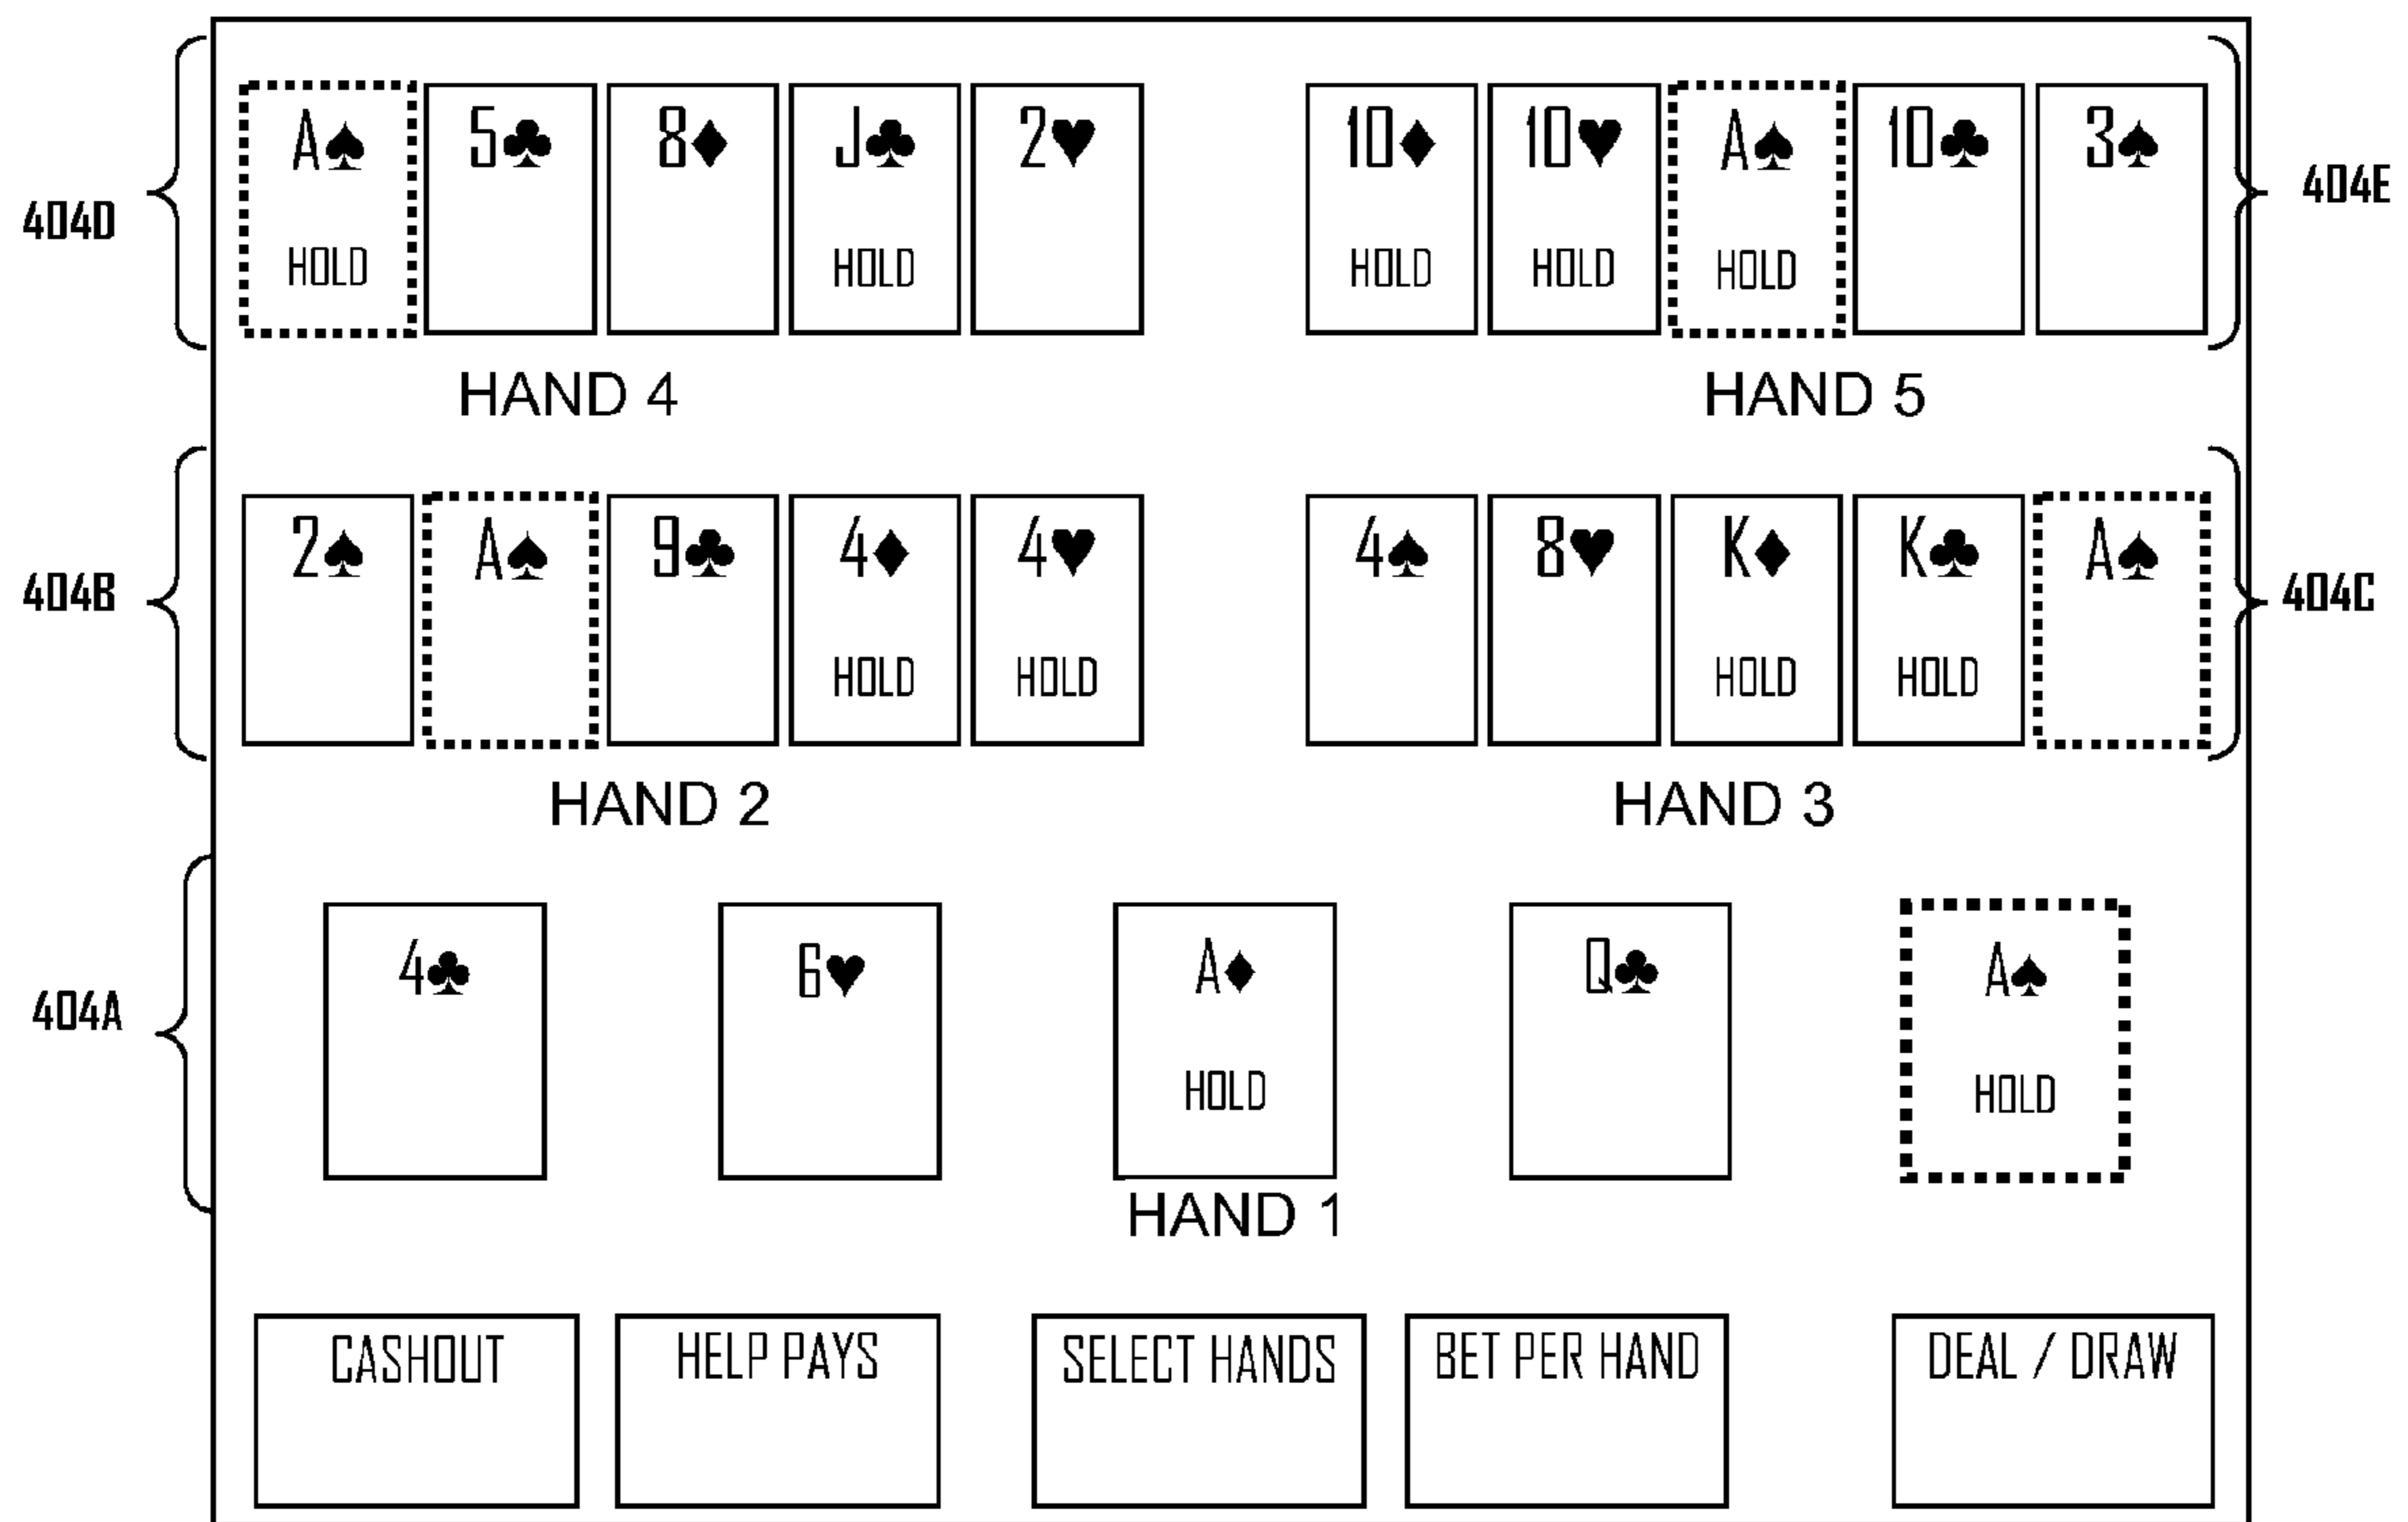 A♠ 5♣ 8♦ J♣ 2♥ 10♦ 10♥ A♠ 10♣ 3♠
404D 404E
HOLD HOLD HOLD HOLD HOLD
HAND 4 HAND 5
2♠ A♠ 9♣ 4♦ 4♥ 4♠ 8♥ K♦ K♣ A♠
404B 404C
HOLD HOLD HOLD HOLD
HAND 2 HAND 3
4♣ 6♥ A♦ Q♣ A♠
404A
HOLD HOLD
HAND 1
CASHOUT HELP PAYS SELECT HANDS BET PER HAND DEAL / DRAW